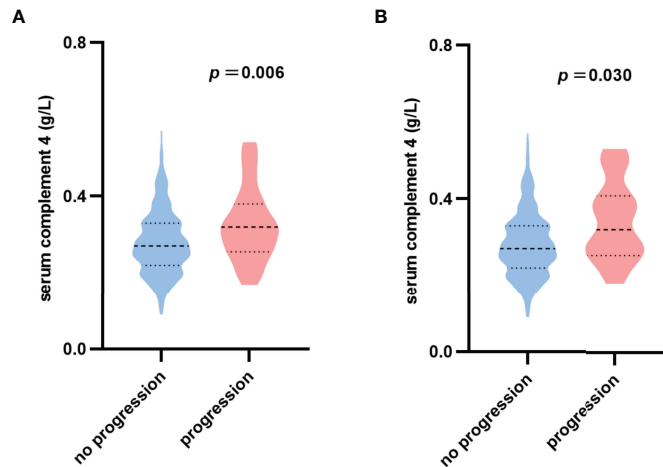 A
0.8
0.4
0.0
serum complement 4 (g/L)
p = 0.006
no progression
progression
B
0.8
0.4
0.0
serum complement 4 (g/L)
p = 0.030
no progression
progression